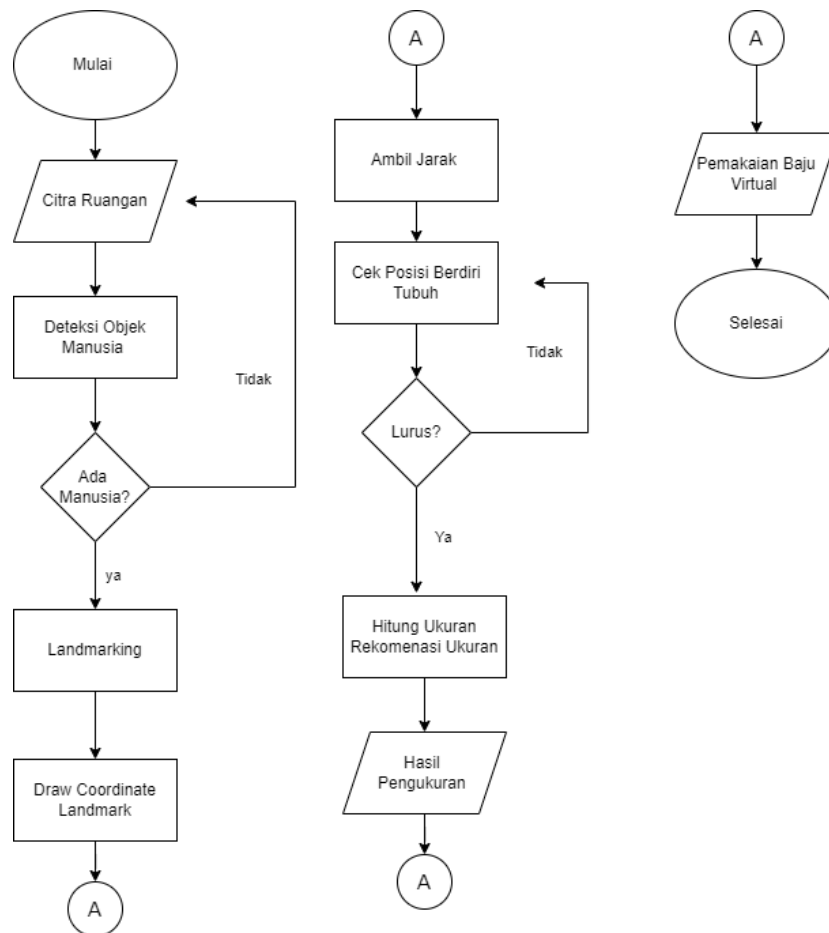 Mulai
Citra Ruangan
Deteksi Objek
Manusia
Tidak
Ada
Manusia?
ya
Landmarking
Draw Coordinate
Landmark
A
A
Ambil Jarak
Cek Posisi Berdiri
Tubuh
Tidak
Lurus?
Ya
Hitung Ukuran
Rekomenasi Ukuran
Hasil
Pengukuran
A
A
Pemakaian Baju
Virtual
Selesai